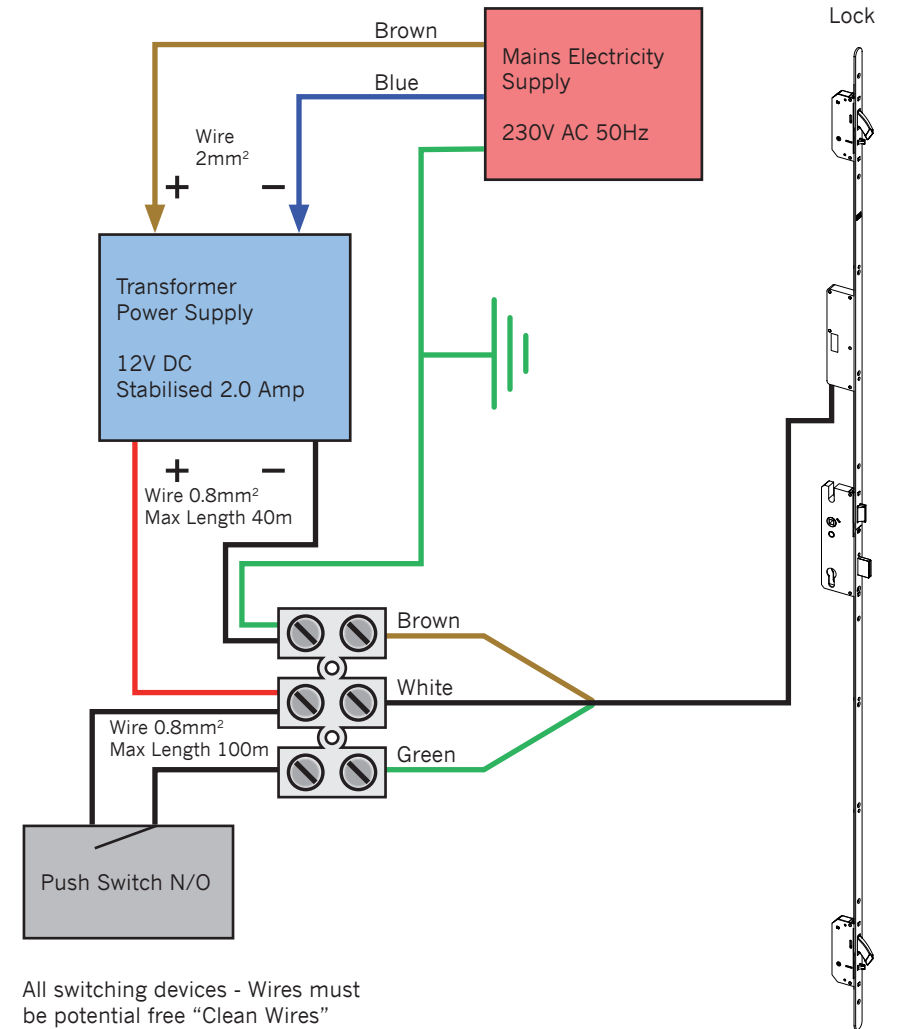 Lock
Brown
Mains Electricity
Supply
230V AC 50Hz
Blue
Wire
2mm²
+ −
Transformer
Power Supply
12V DC
Stabilised 2.0 Amp
+ −
Wire 0.8mm²
Max Length 40m
Brown
White
Wire 0.8mm²
Max Length 100m
Green
Push Switch N/O
All switching devices - Wires must
be potential free “Clean Wires”